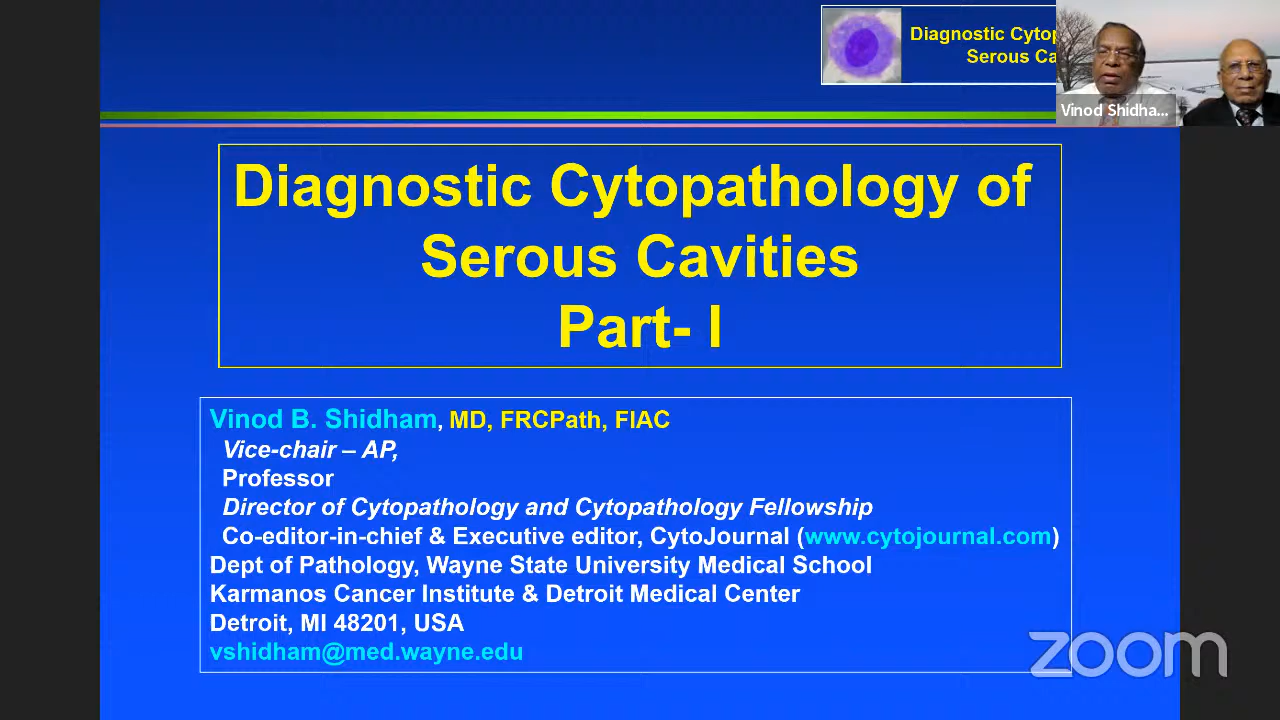 Diagnostic Cytop
Serous Ca
Vinod Shidha...
Diagnostic Cytopathology of
Serous Cavities
Part- I
Vinod B. Shidham, MD, FRCPath, FIAC
Vice-chair – AP,
Professor
Director of Cytopathology and Cytopathology Fellowship
Co-editor-in-chief & Executive editor, CytoJournal (www.cytojournal.com)
Dept of Pathology, Wayne State University Medical School
Karmanos Cancer Institute & Detroit Medical Center
Detroit, MI 48201, USA
vshidham@med.wayne.edu
zoom